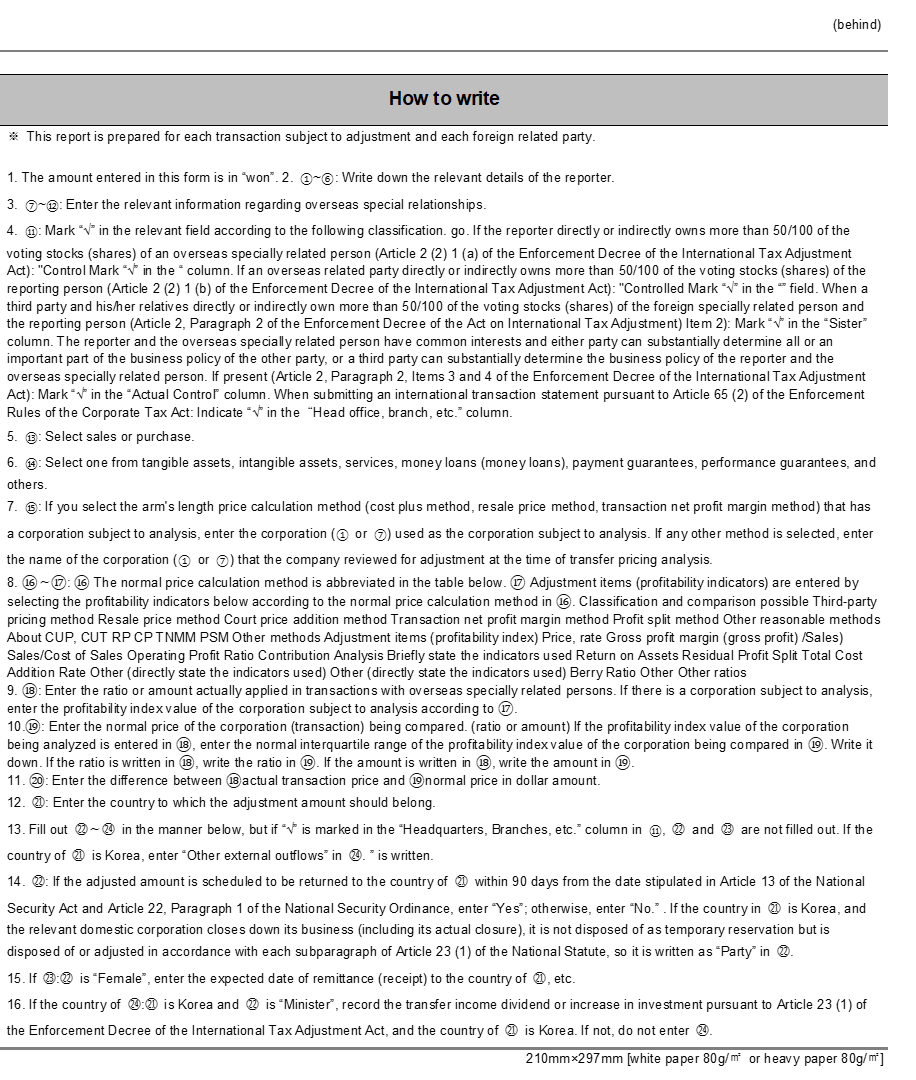 (behind)
How to write
※ This report is prepared for each transaction subject to adjustment and each foreign related party.
1. The amount entered in this form is in “won”. 2. ①~⑥: Write down the relevant details of the reporter.
3. ⑦~⑫: Enter the relevant information regarding overseas special relationships.
4. ⑪: Mark “√” in the relevant field according to the following classification. go. If the reporter directly or indirectly owns more than 50/100 of the
voting stocks (shares) of an overseas specially related person (Article 2 (2) 1 (a) of the Enforcement Decree of the International Tax Adjustment
Act): "Control Mark “√” in the “ column. If an overseas related party directly or indirectly owns more than 50/100 of the voting stocks (shares) of the
reporting person (Article 2 (2) 1 (b) of the Enforcement Decree of the International Tax Adjustment Act): "Controlled Mark “√” in the “” field. When a
third party and his/her relatives directly or indirectly own more than 50/100 of the voting stocks (shares) of the foreign specially related person and
the reporting person (Article 2, Paragraph 2 of the Enforcement Decree of the Act on International Tax Adjustment) Item 2): Mark “√” in the “Sister”
column. The reporter and the overseas specially related person have common interests and either party can substantially determine all or an
important part of the business policy of the other party, or a third party can substantially determine the business policy of the reporter and the
overseas specially related person. If present (Article 2, Paragraph 2, Items 3 and 4 of the Enforcement Decree of the International Tax Adjustment
Act): Mark “√” in the “Actual Control” column. When submitting an international transaction statement pursuant to Article 65 (2) of the Enforcement
Rules of the Corporate Tax Act: Indicate “√” in the “Head office, branch, etc.” column.
5. ⑬: Select sales or purchase.
6. ⑭: Select one from tangible assets, intangible assets, services, money loans (money loans), payment guarantees, performance guarantees, and
others.
7. ⑮: If you select the arm's length price calculation method (cost plus method, resale price method, transaction net profit margin method) that has
a corporation subject to analysis, enter the corporation (① or ⑦) used as the corporation subject to analysis. If any other method is selected, enter
the name of the corporation (① or ⑦) that the company reviewed for adjustment at the time of transfer pricing analysis.
8. ⑯~⑰: ⑯ The normal price calculation method is abbreviated in the table below. ⑰ Adjustment items (profitability indicators) are entered by
selecting the profitability indicators below according to the normal price calculation method in ⑯. Classification and comparison possible Third-party
pricing method Resale price method Court price addition method Transaction net profit margin method Profit split method Other reasonable methods
About CUP, CUT RP CP TNMM PSM Other methods Adjustment items (profitability index) Price, rate Gross profit margin (gross profit) /Sales)
Sales/Cost of Sales Operating Profit Ratio Contribution Analysis Briefly state the indicators used Return on Assets Residual Profit Split Total Cost
Addition Rate Other (directly state the indicators used) Other (directly state the indicators used) Berry Ratio Other Other ratios
9. ⑱: Enter the ratio or amount actually applied in transactions with overseas specially related persons. If there is a corporation subject to analysis,
enter the profitability index value of the corporation subject to analysis according to ⑰.
10.⑲: Enter the normal price of the corporation (transaction) being compared. (ratio or amount) If the profitability index value of the corporation
being analyzed is entered in ⑱, enter the normal interquartile range of the profitability index value of the corporation being compared in ⑲. Write it
down. If the ratio is written in ⑱, write the ratio in ⑲. If the amount is written in ⑱, write the amount in ⑲.
11. ⑳: Enter the difference between ⑱actual transaction price and ⑲normal price in dollar amount.
12. ㉑: Enter the country to which the adjustment amount should belong.
13. Fill out ㉒~㉔ in the manner below, but if “√” is marked in the “Headquarters, Branches, etc.” column in ⑪, ㉒ and ㉓ are not filled out. If the
country of ㉑ is Korea, enter “Other external outflows” in ㉔. ” is written.
14. ㉒: If the adjusted amount is scheduled to be returned to the country of ㉑ within 90 days from the date stipulated in Article 13 of the National
Security Act and Article 22, Paragraph 1 of the National Security Ordinance, enter “Yes”; otherwise, enter “No.” . If the country in ㉑ is Korea, and
the relevant domestic corporation closes down its business (including its actual closure), it is not disposed of as temporary reservation but is
disposed of or adjusted in accordance with each subparagraph of Article 23 (1) of the National Statute, so it is written as “Party” in ㉒.
15. If ㉓:㉒ is “Female”, enter the expected date of remittance (receipt) to the country of ㉑, etc.
16. If the country of ㉔:㉑ is Korea and ㉒ is “Minister”, record the transfer income dividend or increase in investment pursuant to Article 23 (1) of
the Enforcement Decree of the International Tax Adjustment Act, and the country of ㉑ is Korea. If not, do not enter ㉔.
210mm×297mm [white paper 80g/㎡ or heavy paper 80g/㎡]